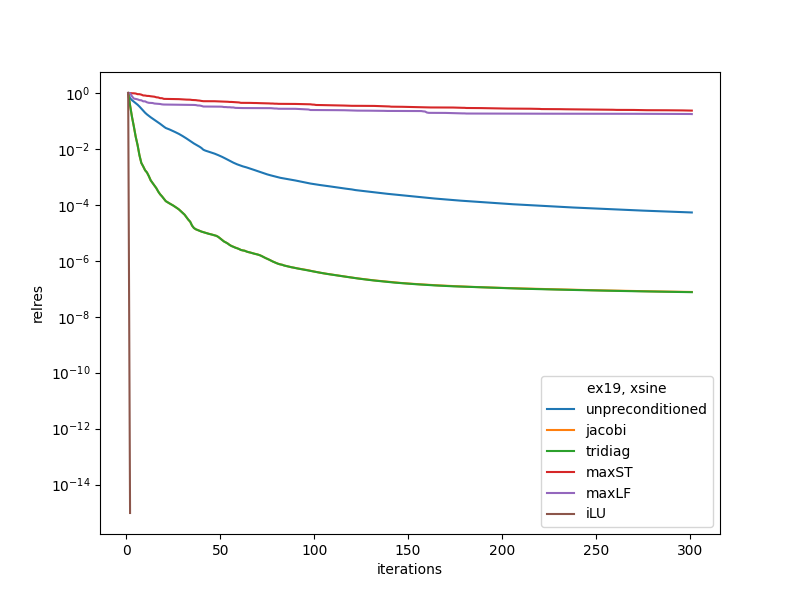 10^0
10^-2
10^-4
10^-6
10^-8
10^-10
10^-12
10^-14
relres
0 50 100 150 200 250 300
iterations
ex19, xsine
unpreconditioned
jacobi
tridiag
maxST
maxLF
iLU